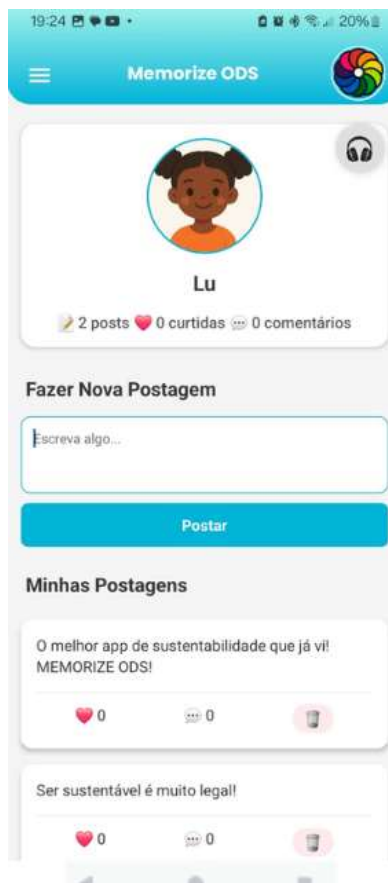 19:24 20%
Memorize ODS
Lu
2 posts 0 curtidas 0 comentários
Fazer Nova Postagem
Escreva algo...
Postar
Minhas Postagens
O melhor app de sustentabilidade que já vi!
MEMORIZE ODS!
0 0
Ser sustentável é muito legal!
0 0